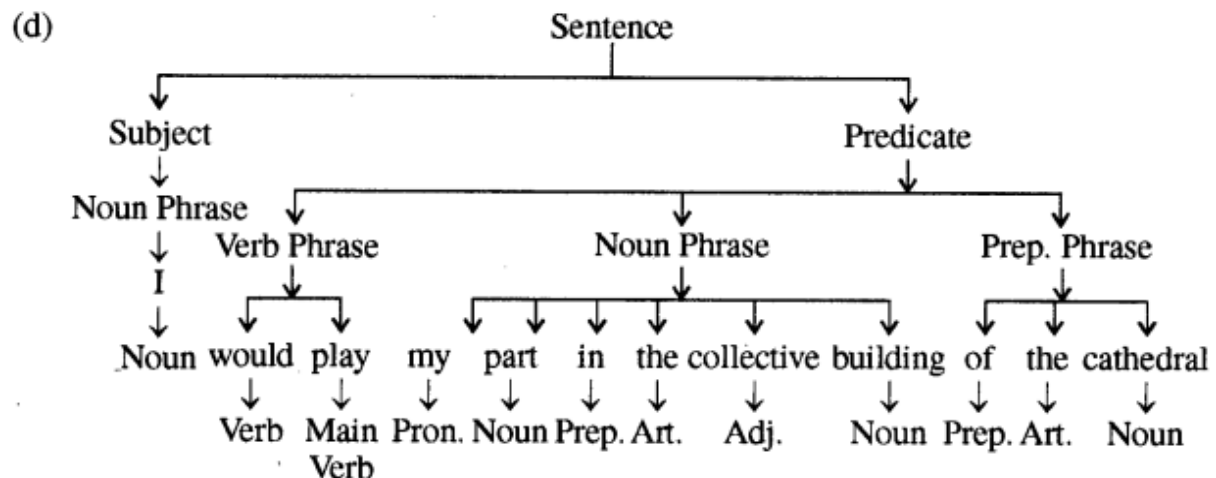 (d) Sentence
Subject Predicate
Noun Phrase
Verb Phrase Noun Phrase Prep. Phrase
I
Noun would play my part in the collective building of the cathedral
Verb Main Pron. Noun Prep. Art. Adj. Noun Prep. Art. Noun
Verb